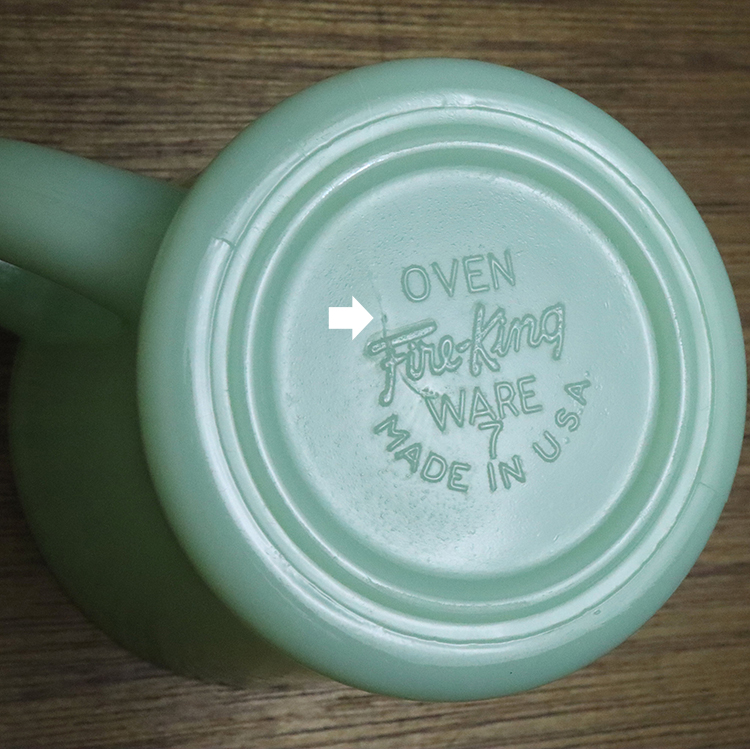 OVEN
Fire-King
WARE
7
MADE IN U.S.A.